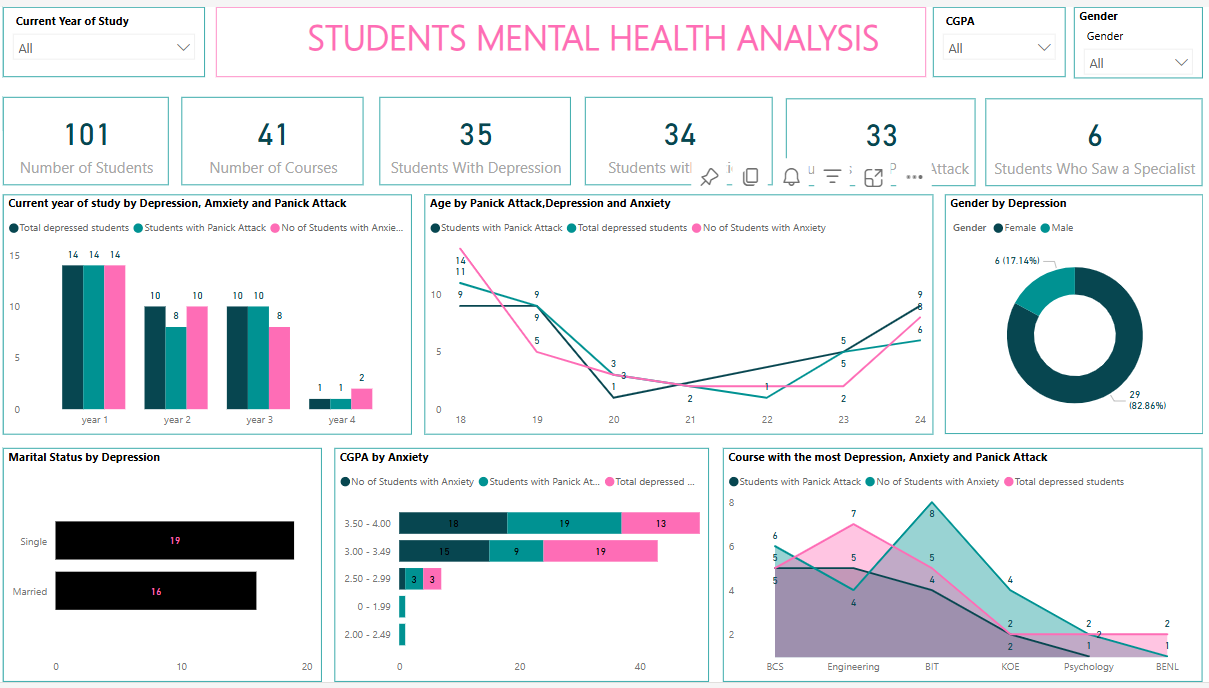 Current Year of Study
All
STUDENTS MENTAL HEALTH ANALYSIS
CGPA
All
Gender
Gender
All
101
Number of Students
41
Number of Courses
35
Students With Depression
34
Students
33
Attack
6
Students Who Saw a Specialist
Current year of study by Depression, Amxiety and Panick Attack
Total depressed students Students with Panick Attack No of Students with Anxie...
15
10
5
0
14 14 14
10 8 10
10 10 8
1 1 2
year 1 year 2 year 3 year 4
Age by Panick Attack,Depression and Anxiety
Students with Panick Attack Total depressed students No of Students with Anxiety
10
5
0
14
11
9
9
9
5
3
3
1
2
1
5
5
2
9
8
6
18 19 20 21 22 23 24
Gender by Depression
Gender Female Male
6 (17.14%)
29
(82.86%)
Marital Status by Depression
Single 19
Married 16
0 10 20
CGPA by Anxiety
No of Students with Anxiety Students with Panick At... Total depressed ...
3.50 - 4.00 18 19 13
3.00 - 3.49 15 9 19
2.50 - 2.99 3 3
0 - 1.99
2.00 - 2.49
0 20 40
Course with the most Depression, Anxiety and Panick Attack
Students with Panick Attack No of Students with Anxiety Total depressed students
8
6
4
2
6
5
5
7
5
4
8
5
4
4
2
2
2
2
1
2
1
BCS Engineering BIT KOE Psychology BENL